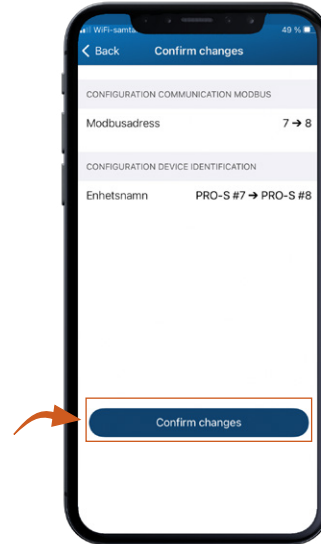 WiFi-samta
49 %
Back Confirm changes
CONFIGURATION COMMUNICATION MODBUS
Modbusadress 7 → 8
CONFIGURATION DEVICE IDENTIFICATION
Enhetsnamn PRO-S #7 → PRO-S #8
Confirm changes